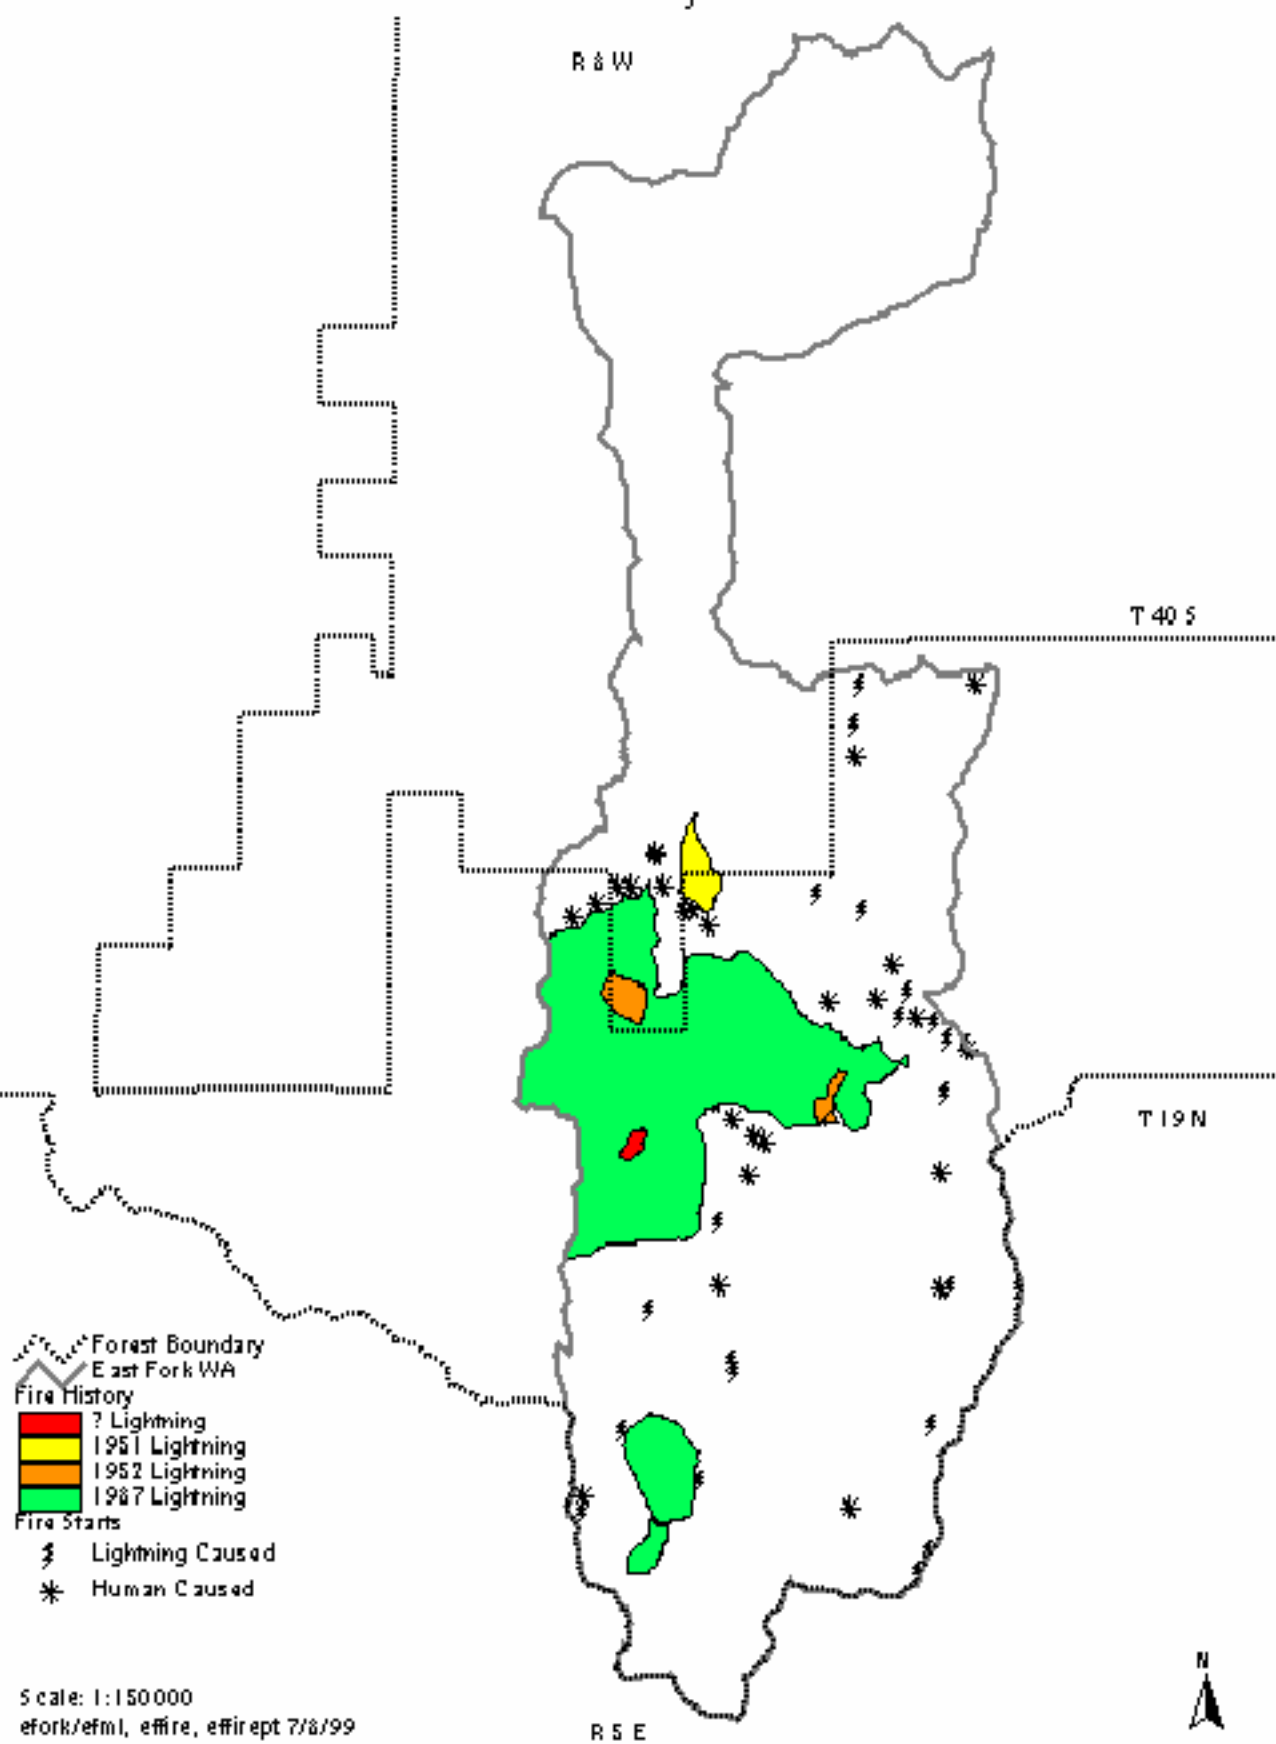 R 8 W
T 40 S
T 19 N
Forest Boundary
East Fork WA
Fire History
? Lightning
1951 Lightning
1952 Lightning
1987 Lightning
Fire Starts
Lightning Caused
Human Caused
Scale: 1:150000
efork/efml, effire, effirept 7/8/99
R 5 E
N